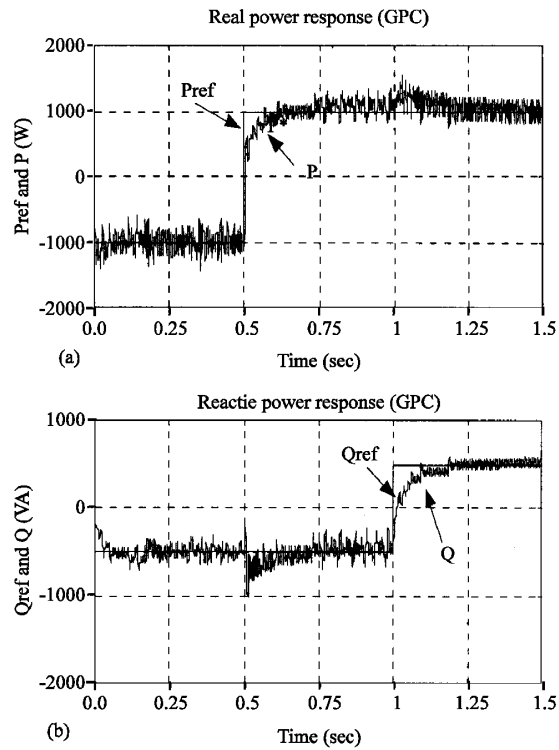 Real power response (GPC)
2000
1000
0
-1000
-2000
Pref and P (W)
Pref
P
0.0 0.25 0.5 0.75 1 1.25 1.5
(a)
Time (sec)
Reactie power response (GPC)
1000
0
-1000
-2000
Qref and Q (VA)
Qref
Q
0.0 0.25 0.5 0.75 1 1.25 1.5
(b)
Time (sec)